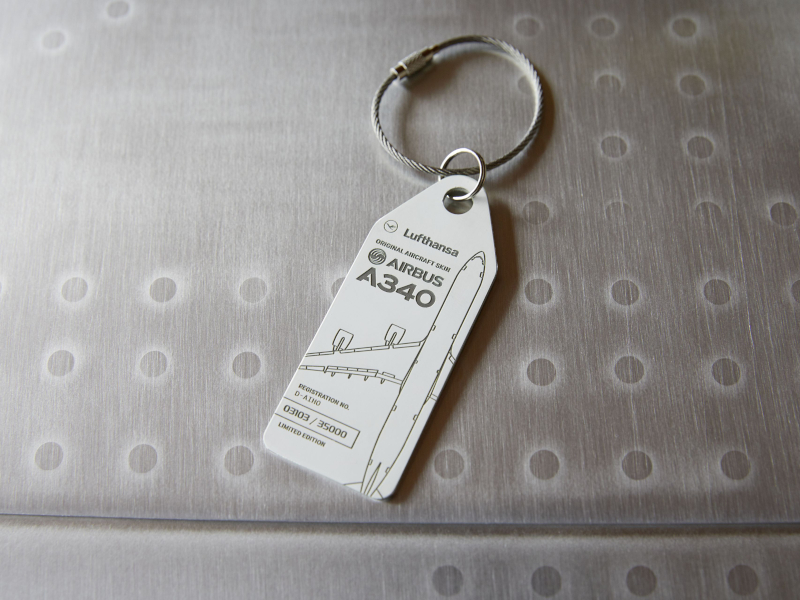 Lufthansa
ORIGINAL AIRCRAFT SKIN
AIRBUS
A340
REGISTRATION NO.
D-AIHO
03103 / 35000
LIMITED EDITION